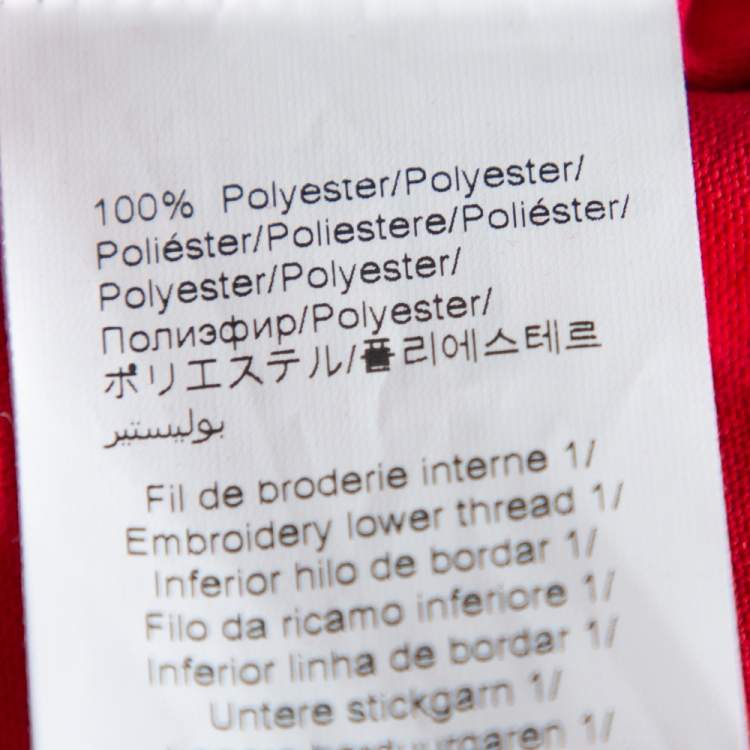 100% Polyester/Polyester/
Poliéster/Poliestere/Poliéster/
Polyester/Polyester/
Полиэфир/Polyester/
ポリエステル/폴리에스테르
بوليستير
Fil de broderie interne 1/
Embroidery lower thread 1/
Inferior hilo de bordar 1/
Filo da ricamo inferiore 1/
Inferior linha de bordar 1/
Untere stickgarn 1/
1/